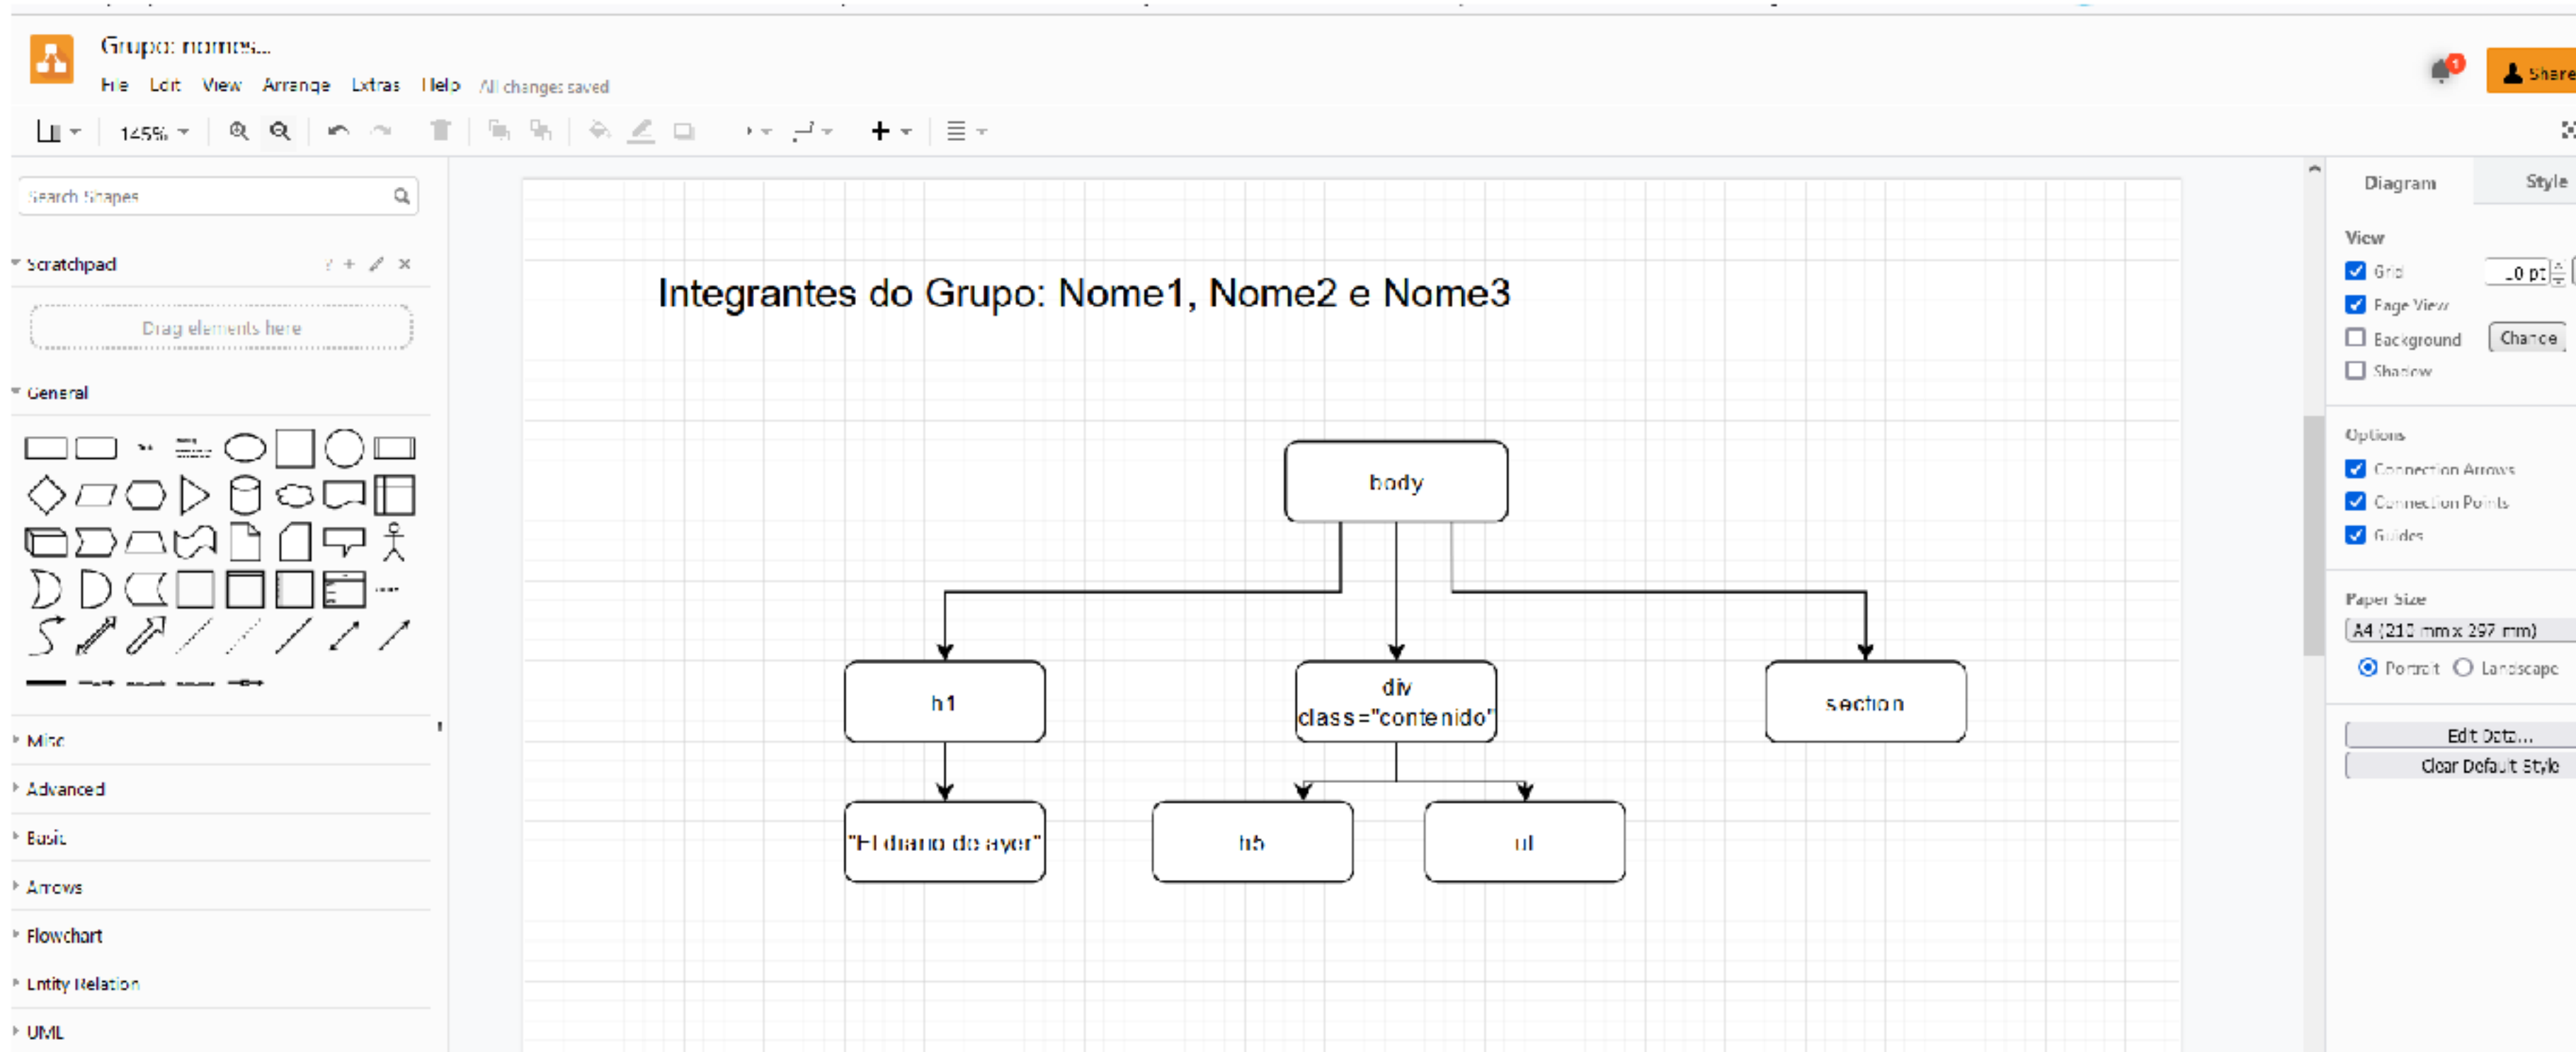 Grupo: nomes...
File Edit View Arrange Extras Help All changes saved
Share
145%
Search Shapes
Scratchpad
Drag elements here
General
Misc
Advanced
Basic
Arrows
Flowchart
Entity Relation
UML
Integrantes do Grupo: Nome1, Nome2 e Nome3
body
h1
div
class="contenido"
section
"El diario de ayer"
h5
ul
Diagram Style
View
Grid
Page View
Background Change
Shadow
Options
Connection Arrows
Connection Points
Guides
Paper Size
A4 (210 mm x 297 mm)
Portrait Landscape
Edit Data...
Clear Default Style